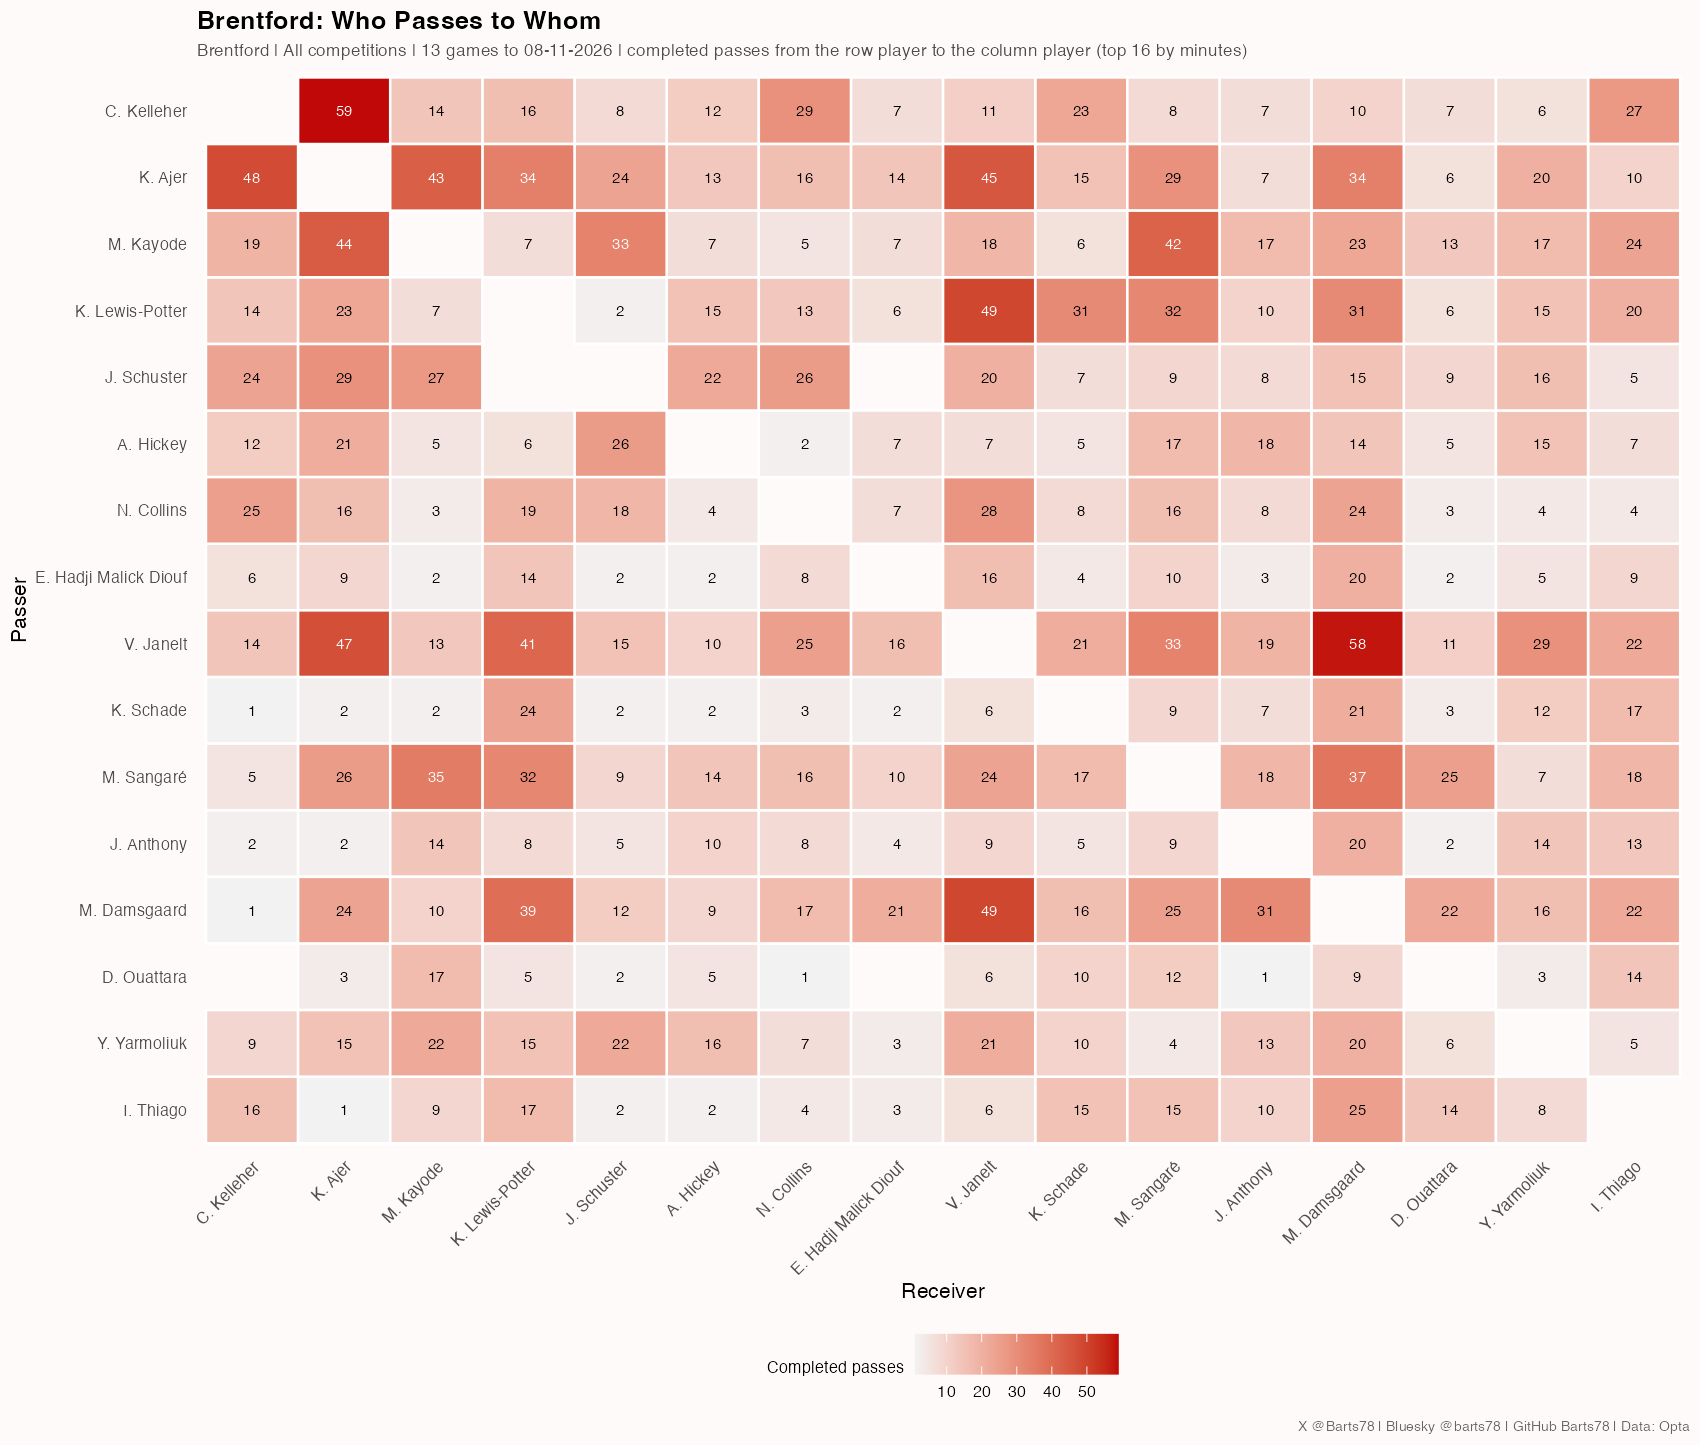 Brentford: Who Passes to Whom
Brentford | All competitions | 13 games to 08-11-2026 | completed passes from the row player to the column player (top 16 by minutes)
C. Kelleher 59 14 16 8 12 29 7 11 23 8 7 10 7 6 27
K. Ajer 48 43 34 24 13 16 14 45 15 29 7 34 6 20 10
M. Kayode 19 44 7 33 7 5 7 18 6 42 17 23 13 17 24
K. Lewis-Potter 14 23 7 2 15 13 6 49 31 32 10 31 6 15 20
J. Schuster 24 29 27 22 26 20 7 9 8 15 9 16 5
A. Hickey 12 21 5 6 26 2 7 7 5 17 18 14 5 15 7
N. Collins 25 16 3 19 18 4 7 28 8 16 8 24 3 4 4
E. Hadji Malick Diouf 6 9 2 14 2 2 8 16 4 10 3 20 2 5 9
V. Janelt 14 47 13 41 15 10 25 16 21 33 19 58 11 29 22
K. Schade 1 2 2 24 2 2 3 2 6 9 7 21 3 12 17
M. Sangaré 5 26 35 32 9 14 16 10 24 17 18 37 25 7 18
J. Anthony 2 2 14 8 5 10 8 4 9 5 9 20 2 14 13
M. Damsgaard 1 24 10 39 12 9 17 21 49 16 25 31 22 16 22
D. Ouattara 3 17 5 2 5 1 6 10 12 1 9 3 14
Y. Yarmoliuk 9 15 22 15 22 16 7 3 21 10 4 13 20 6 5
I. Thiago 16 1 9 17 2 2 4 3 6 15 15 10 25 14 8
Passer
C. Kelleher K. Ajer M. Kayode K. Lewis-Potter J. Schuster A. Hickey N. Collins E. Hadji Malick Diouf V. Janelt K. Schade M. Sangaré J. Anthony M. Damsgaard D. Ouattara Y. Yarmoliuk I. Thiago
Receiver
Completed passes
10 20 30 40 50
X @Barts78 | Bluesky @barts78 | GitHub Barts78 | Data: Opta